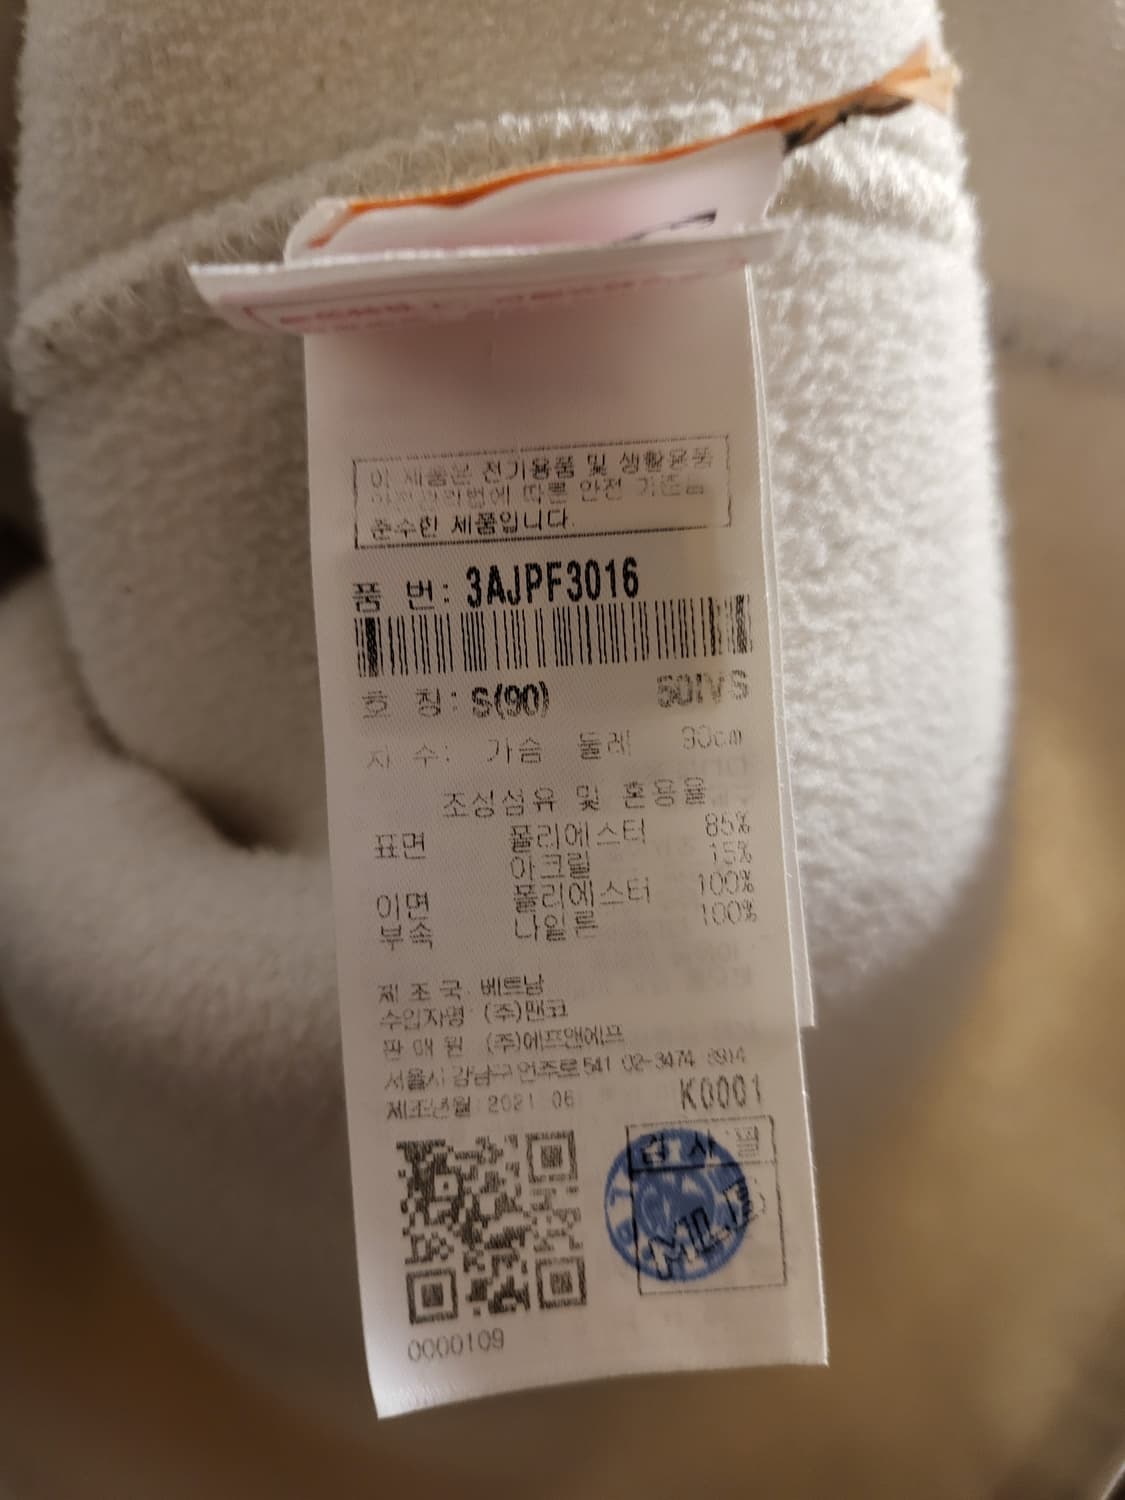 이 제품은 전기용품 및 생활용품
안전관리법에 따른 안전 기준을
준수한 제품입니다.
품 번: 3AJPF3016
호 칭: S(90) 50IVS
치 수: 가슴 둘레 90cm
조성섬유 및 혼용율
표면 폴리에스터 85%
아크릴 15%
이면 폴리에스터 100%
부속 나일론 100%
제 조 국 베트남
수입자명 (주)맨코
판 매 원 (주)에프앤에프
서울시 강남구 언주로 541 02-3474
제조년월 2021 06 K0001
검 사 필
MLB
0000109